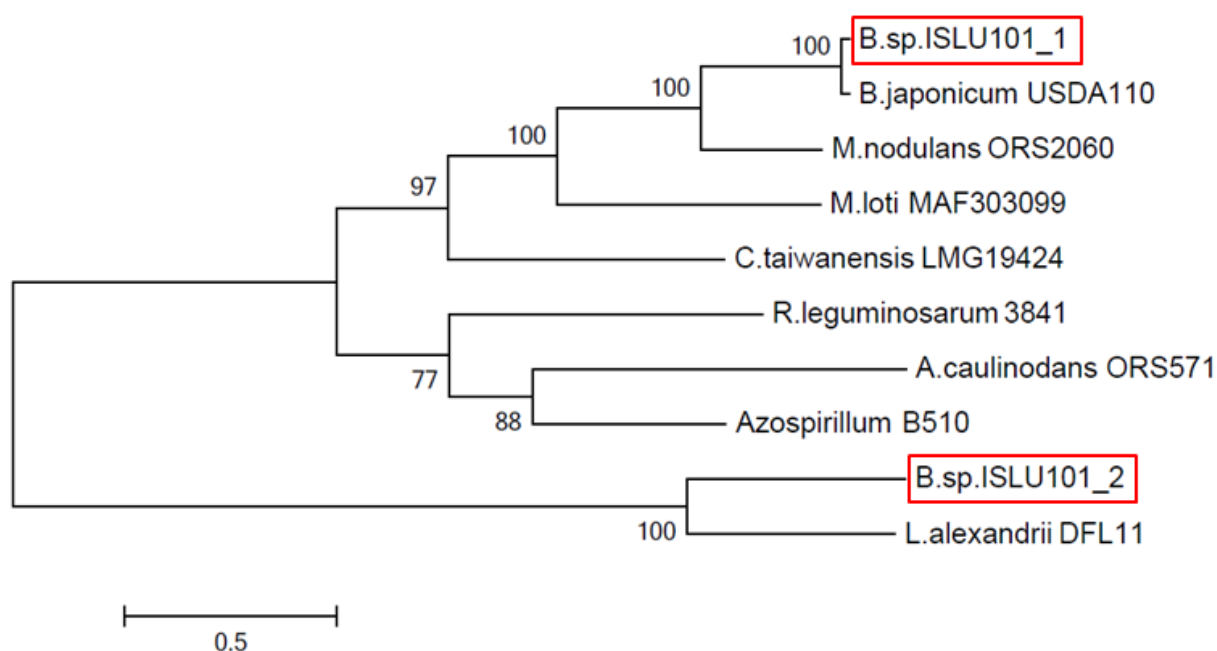 100
B.sp.ISLU101_1
100
B.japonicum USDA110
100
M.nodulans ORS2060
97
M.loti MAF303099
C.taiwanensis LMG19424
R.leguminosarum 3841
77
A.caulinodans ORS571
88
Azospirillum B510
B.sp.ISLU101_2
100
L.alexandrii DFL11
0.5